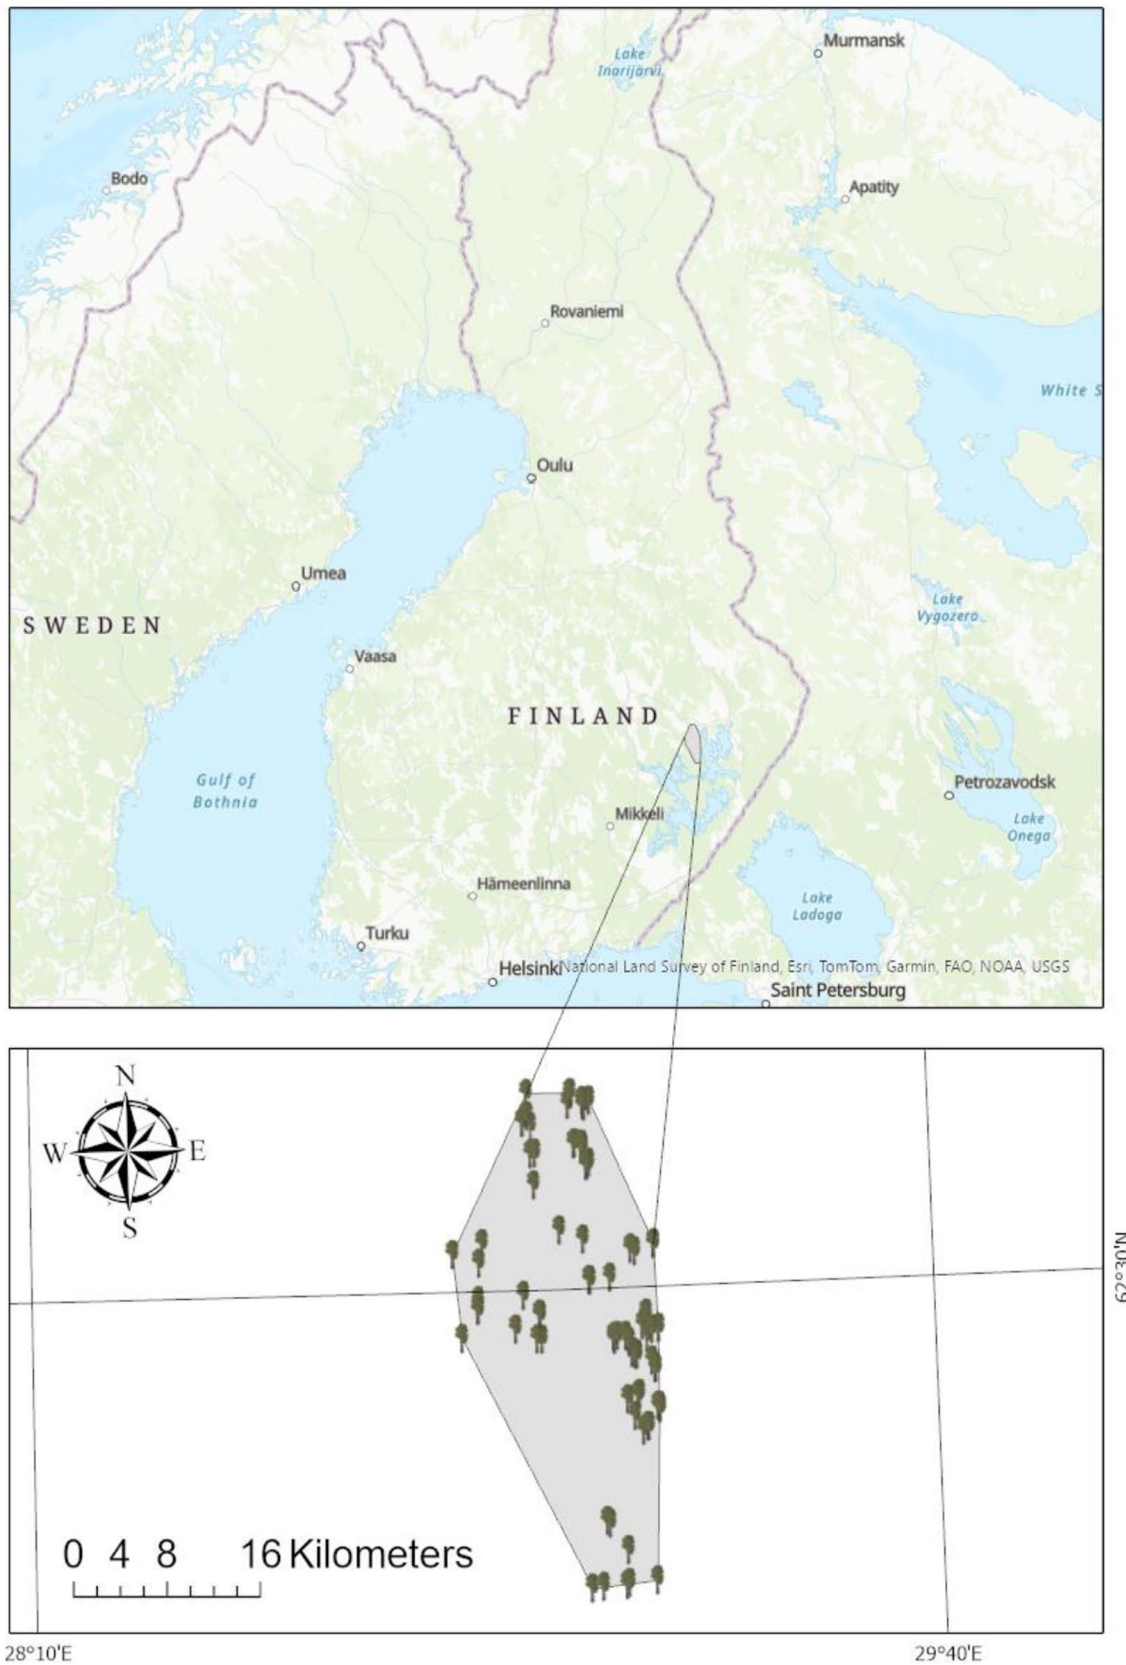 Murmansk
Lake
Inarijärvi
Bodo
Apatity
Rovaniemi
White S
Oulu
Umea
Lake
Vygozero
SWEDEN
Vaasa
FINLAND
Gulf of
Bothnia
Petrozavodsk
Mikkeli
Lake
Onega
Hämeenlinna
Lake
Ladoga
Turku
Helsinki
National Land Survey of Finland, Esri, TomTom, Garmin, FAO, NOAA, USGS
Saint Petersburg
N
W E
S
62°30'N
0 4 8 16 Kilometers
28°10'E 29°40'E